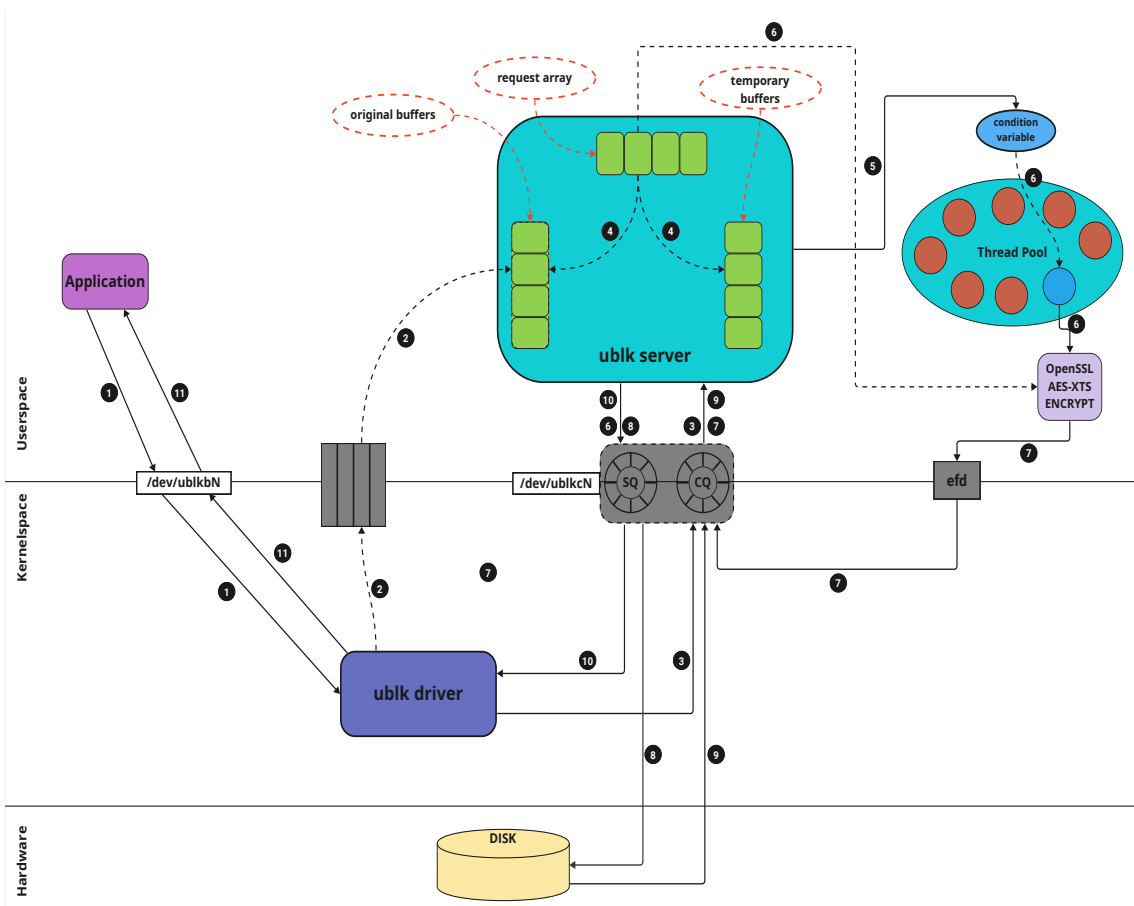 6
request array
temporary
buffers
original buffers
condition
variable
5
6
4
4
Thread Pool
Application
2
6
ublk server
OpenSSL
AES-XTS
ENCRYPT
1
11
10
9
6
8
3
7
Userspace
7
/dev/ublkbN
/dev/ublkcN
SQ
CQ
efd
Kernelspace
11
7
7
1
2
10
3
ublk driver
8
9
DISK
Hardware